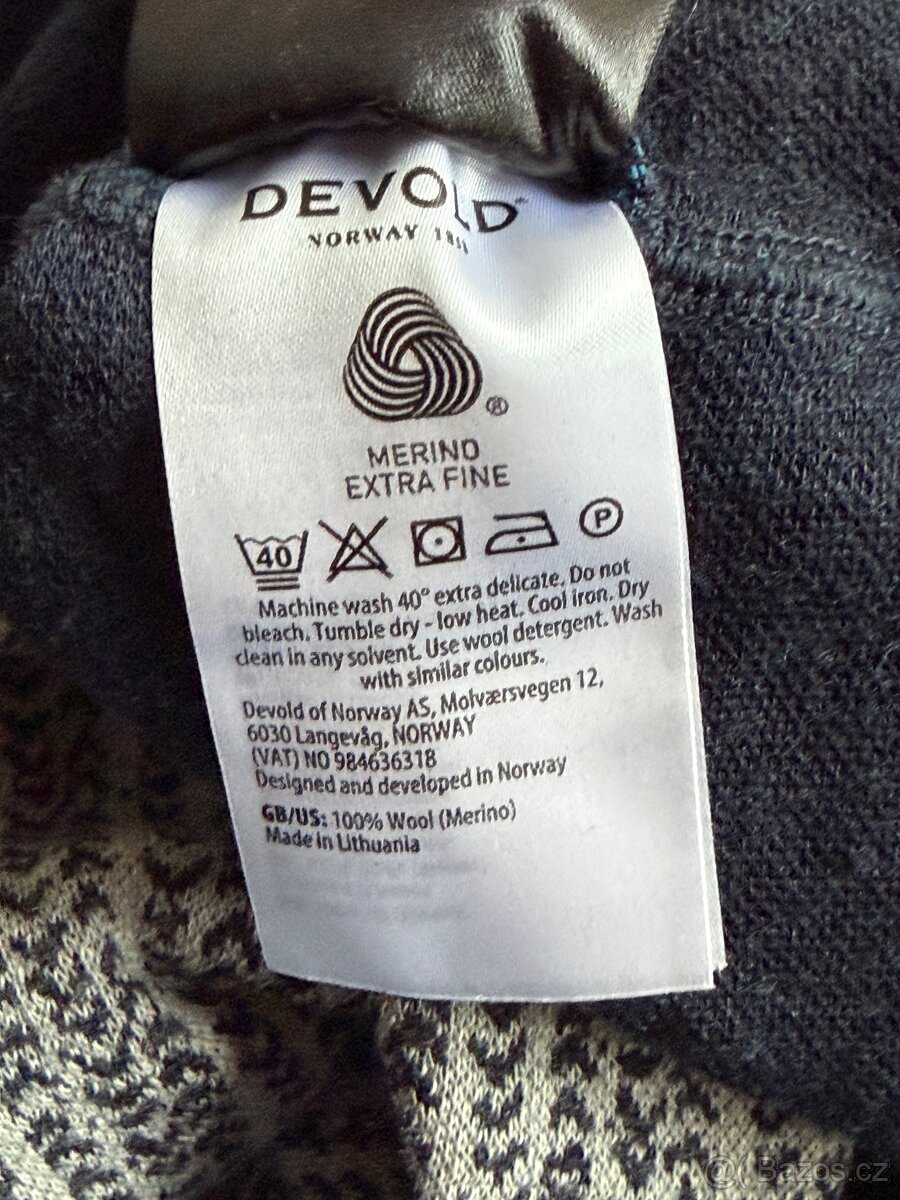 DEVOLD
NORWAY 1853
®
MERINO
EXTRA FINE
40 P
Machine wash 40° extra delicate. Do not
bleach. Tumble dry - low heat. Cool iron. Dry
clean in any solvent. Use wool detergent. Wash
with similar colours.
Devold of Norway AS, Molværsvegen 12,
6030 Langevåg, NORWAY
(VAT) NO 984636318
Designed and developed in Norway
GB/US: 100% Wool (Merino)
Made in Lithuania
@ Bazos.cz